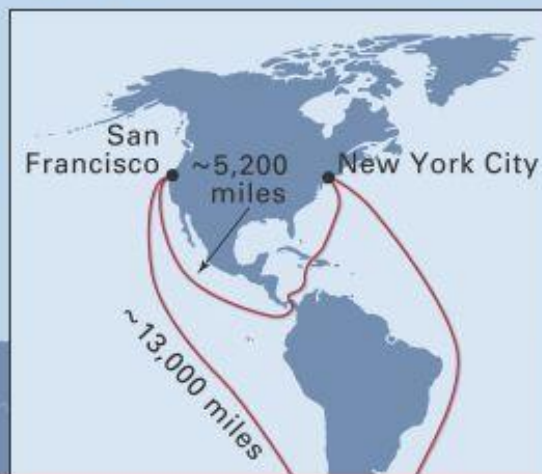 San
Francisco
~5,200
miles
New York City
~13,000 miles